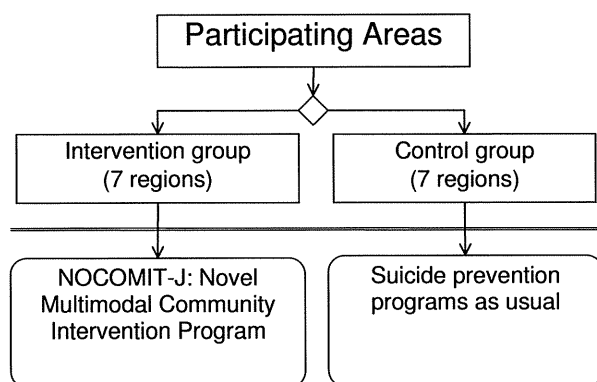 Participating Areas
Intervention group
(7 regions)
Control group
(7 regions)
NOCOMIT-J: Novel
Multimodal Community
Intervention Program
Suicide prevention
programs as usual